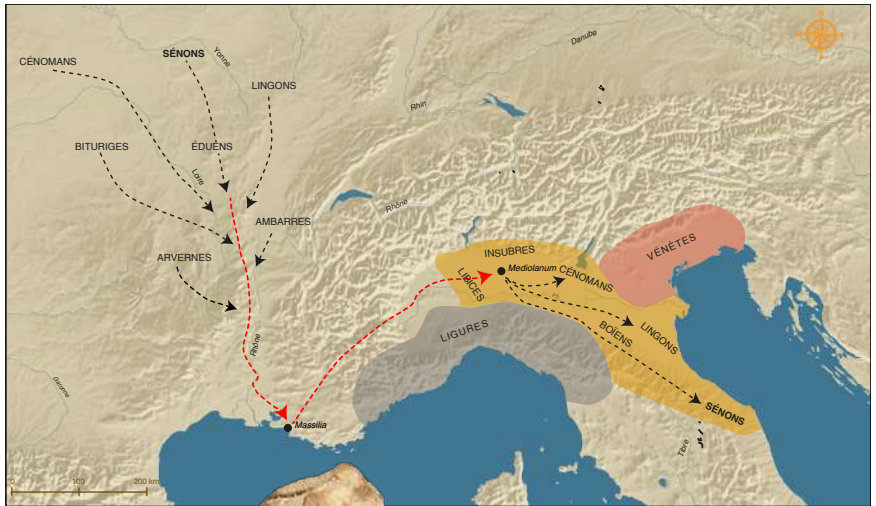 Danube
SÉNONS
Yonne
CÉNOMANS
LINGONS
Rhin
BITURIGES
ÉDUENS
Loire
Rhône
AMBARRES
ARVERNES
INSUBRES
VÉNÈTES
Mediolanum
CÉNOMANS
LIBICES
Pô
LIGURES
BOÏENS
LINGONS
Rhône
Garonne
SÉNONS
Massilia
Tibre
0 100 200 km